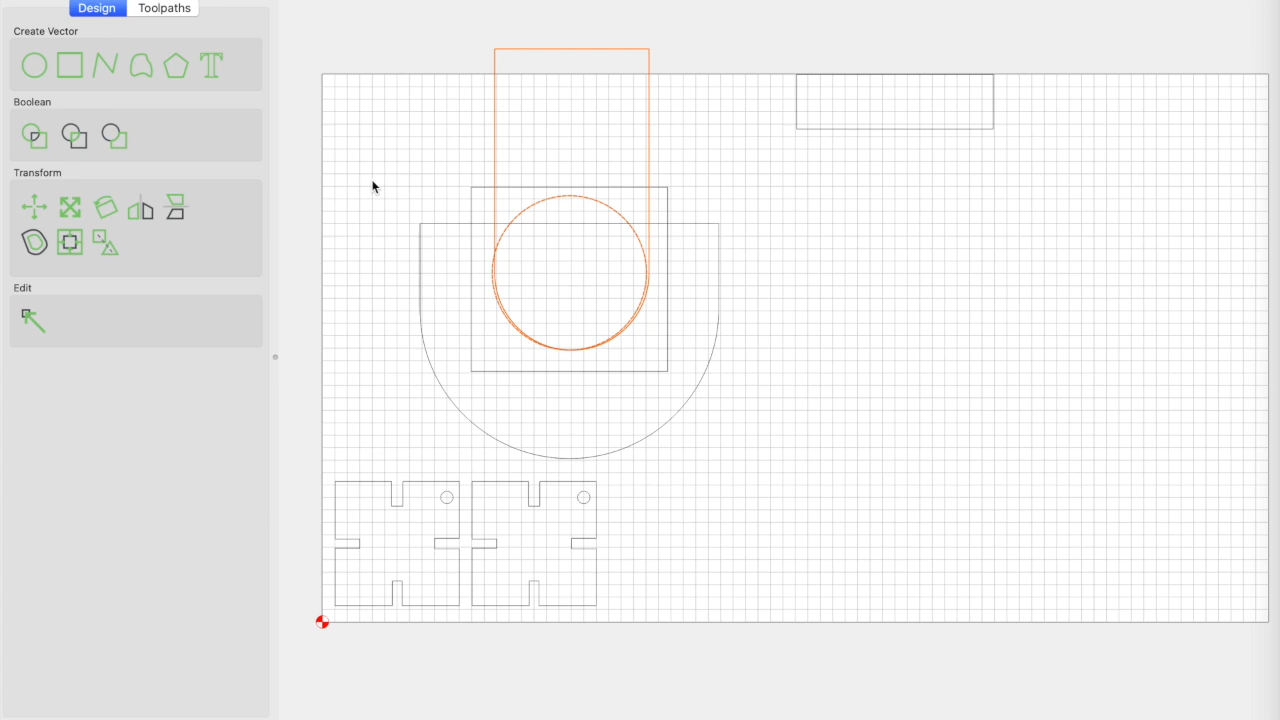 Design Toolpaths
Create Vector
Boolean
Transform
Edit